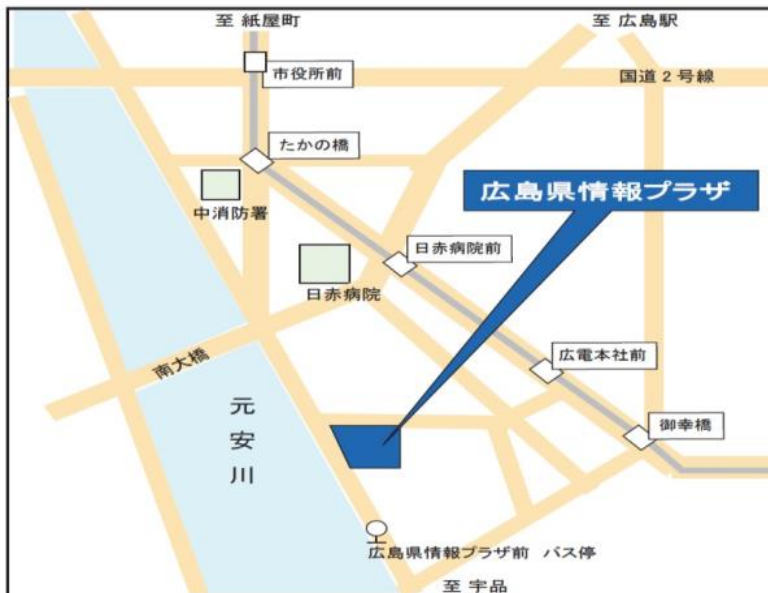 至 紙屋町
至 広島駅
市役所前
国道2号線
たかの橋
広島県情報プラザ
中消防署
日赤病院前
日赤病院
広電本社前
南大橋
元安川
御幸橋
広島県情報プラザ前 バス停
至 宇品